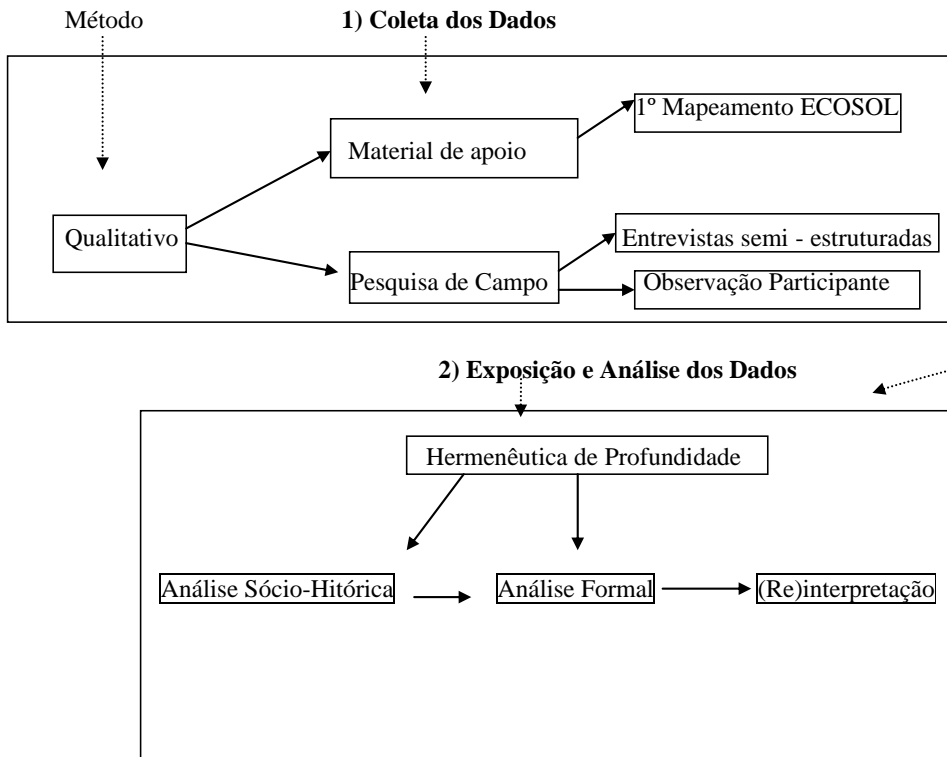 Método
1) Coleta dos Dados
1º Mapeamento ECOSOL
Material de apoio
Qualitativo
Entrevistas semi - estruturadas
Pesquisa de Campo
Observação Participante
2) Exposição e Análise dos Dados
Hermenêutica de Profundidade
Análise Sócio-Hitórica
Análise Formal
(Re)interpretação